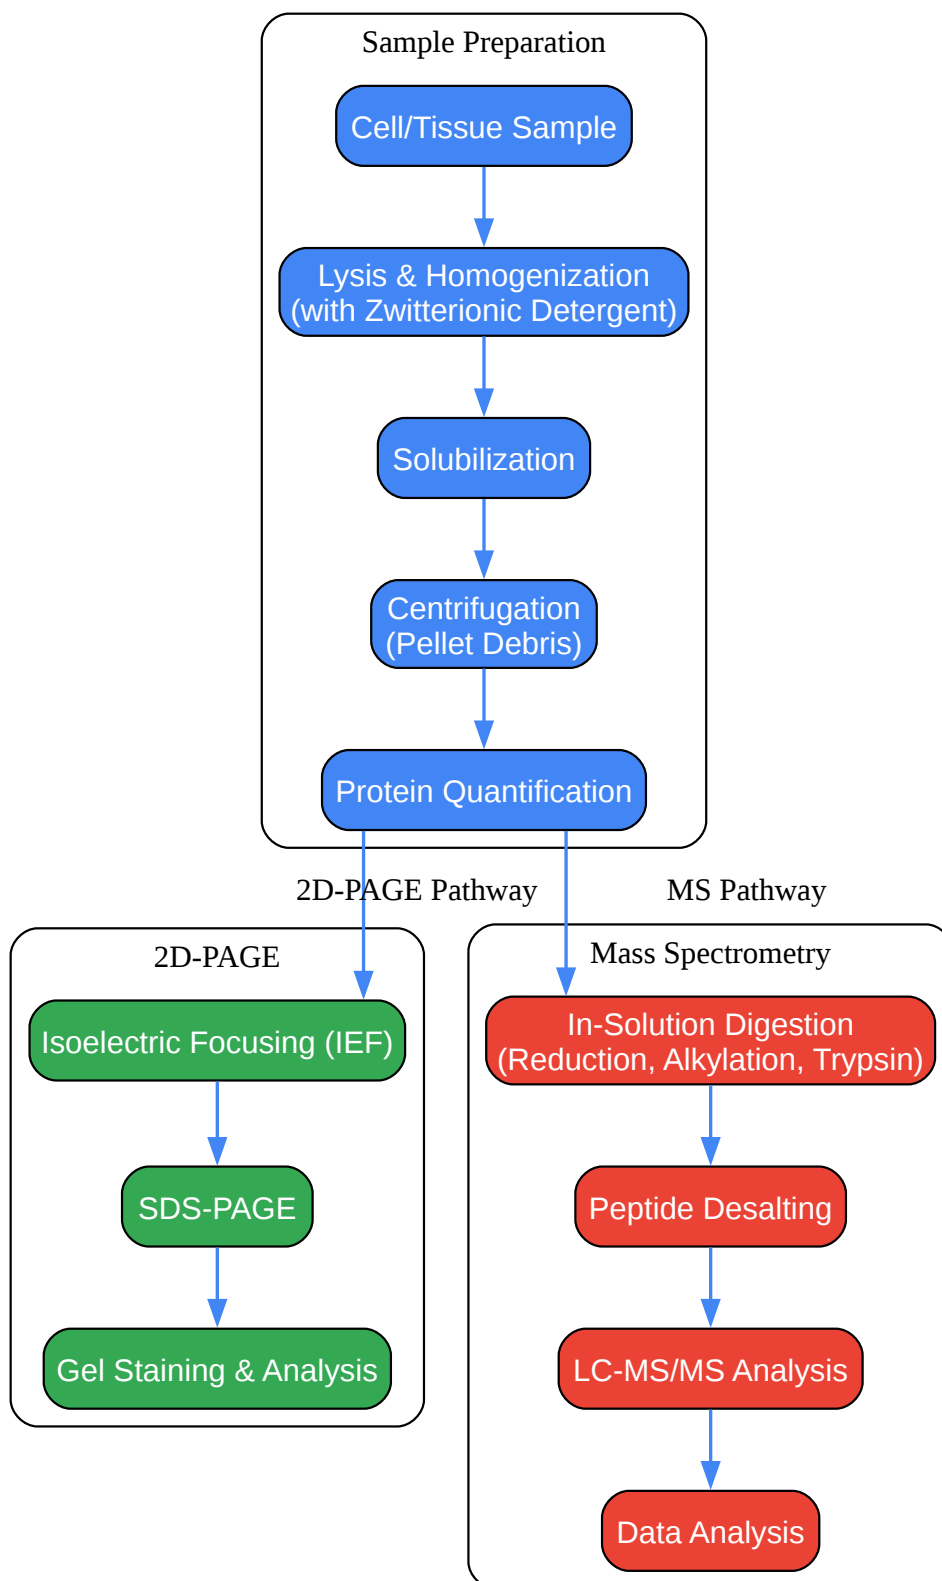 Sample Preparation
Cell/Tissue Sample
Lysis & Homogenization
(with Zwitterionic Detergent)
Solubilization
Centrifugation
(Pellet Debris)
Protein Quantification
2D-PAGE Pathway
MS Pathway
2D-PAGE
Isoelectric Focusing (IEF)
SDS-PAGE
Gel Staining & Analysis
Mass Spectrometry
In-Solution Digestion
(Reduction, Alkylation, Trypsin)
Peptide Desalting
LC-MS/MS Analysis
Data Analysis